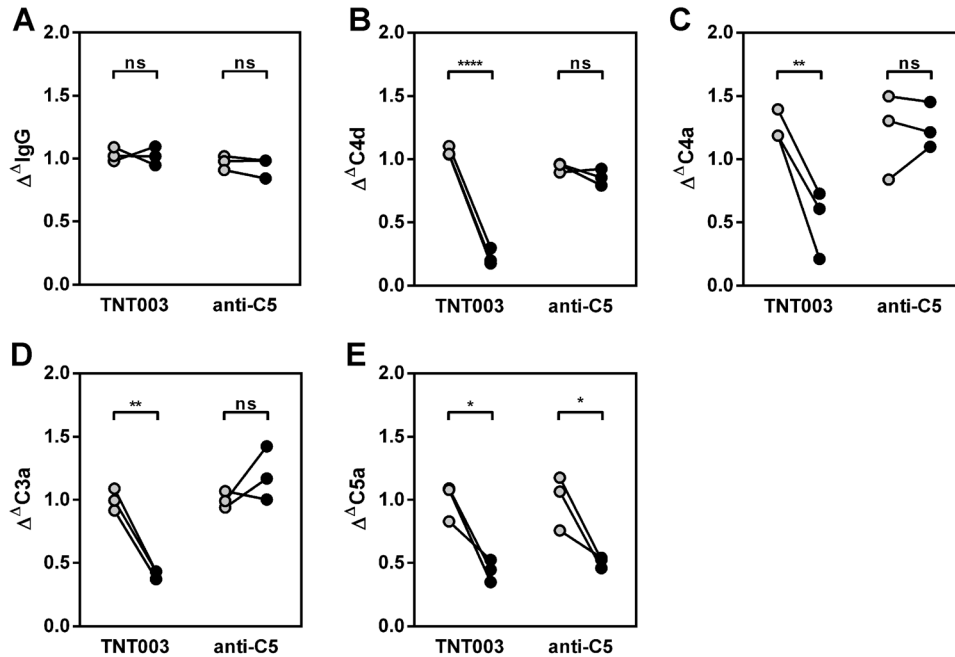 A
ΔΔIgG
2.0
1.5
1.0
0.5
0.0
ns
ns
TNT003 anti-C5
B
ΔΔC4d
2.0
1.5
1.0
0.5
0.0
****
ns
TNT003 anti-C5
C
ΔΔC4a
2.0
1.5
1.0
0.5
0.0
**
ns
TNT003 anti-C5
D
ΔΔC3a
2.0
1.5
1.0
0.5
0.0
**
ns
TNT003 anti-C5
E
ΔΔC5a
2.0
1.5
1.0
0.5
0.0
*
*
TNT003 anti-C5